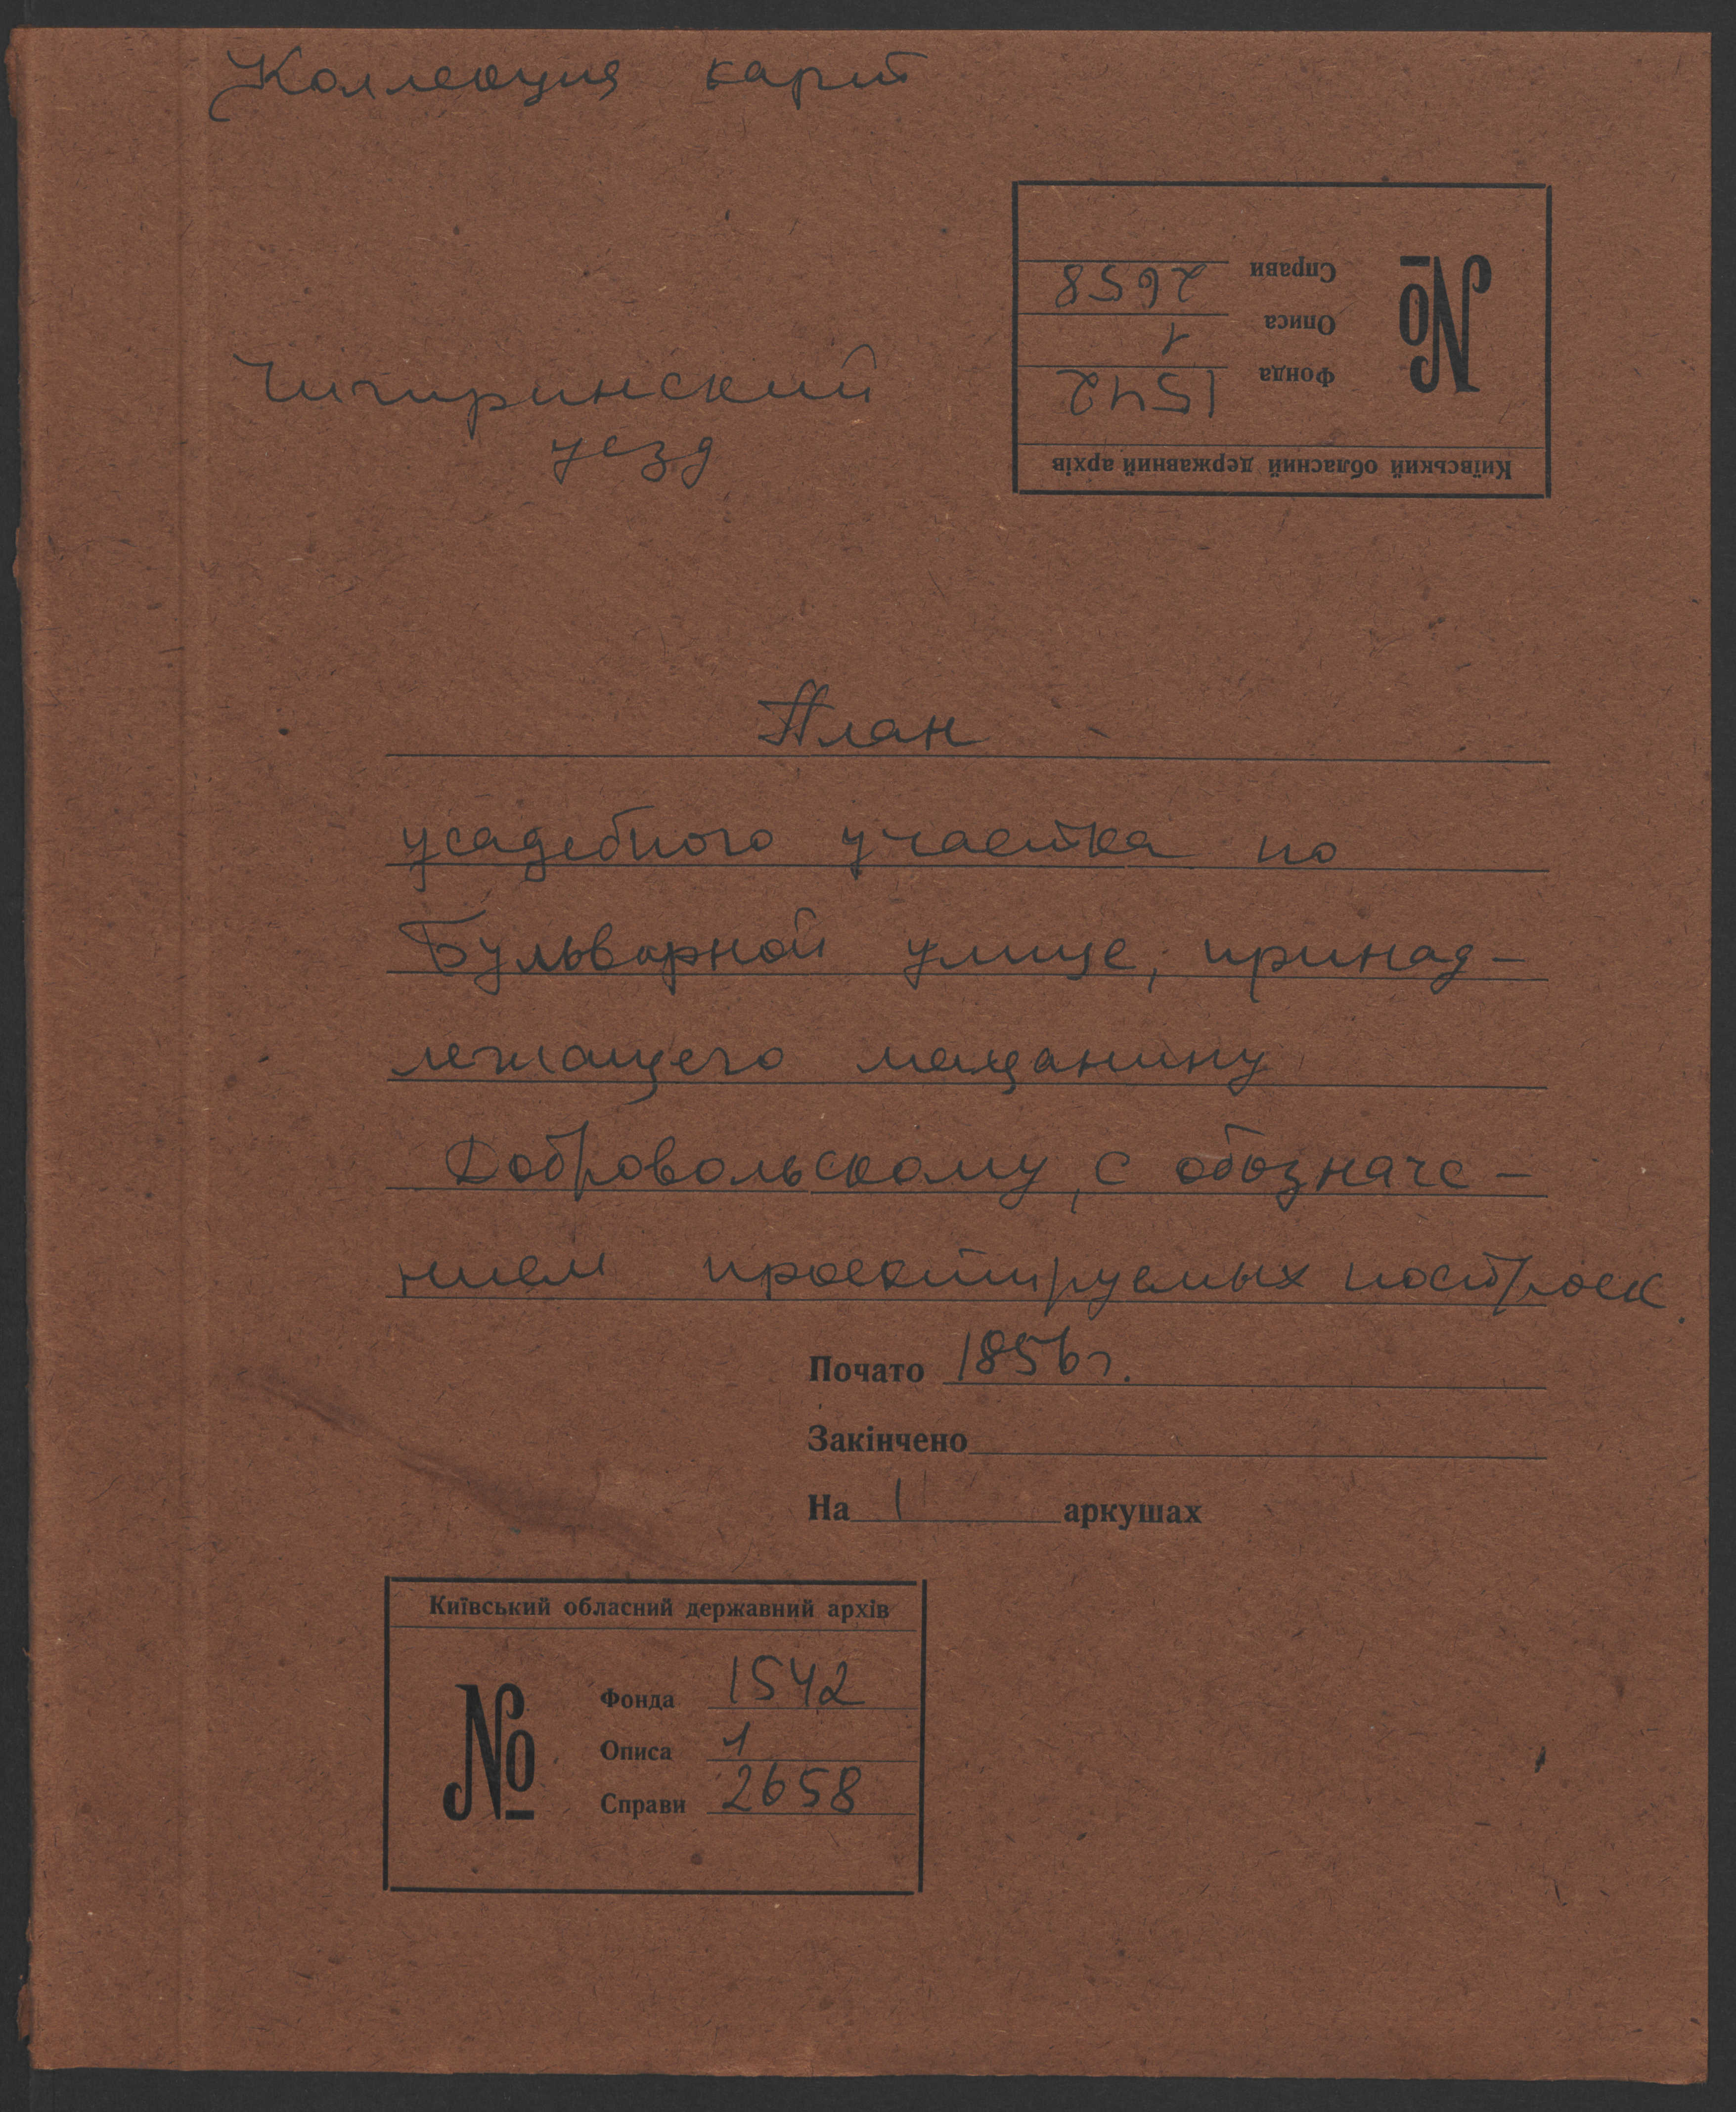 Коллекция карт
Київський обласний державний архів
№
Фонда 1542
Описа 1
Справи 2658
Чигиринский
уезд
План
усадебного участка по
Бульварной улице, принад-
лежащего мещанину
Добровольскому, с обозначе-
нием проектируемых построек.
Почато 1856 г.
Закінчено
На 1 аркушах
Київський обласний державний архів
№
Фонда 1542
Описа 1
Справи 2658